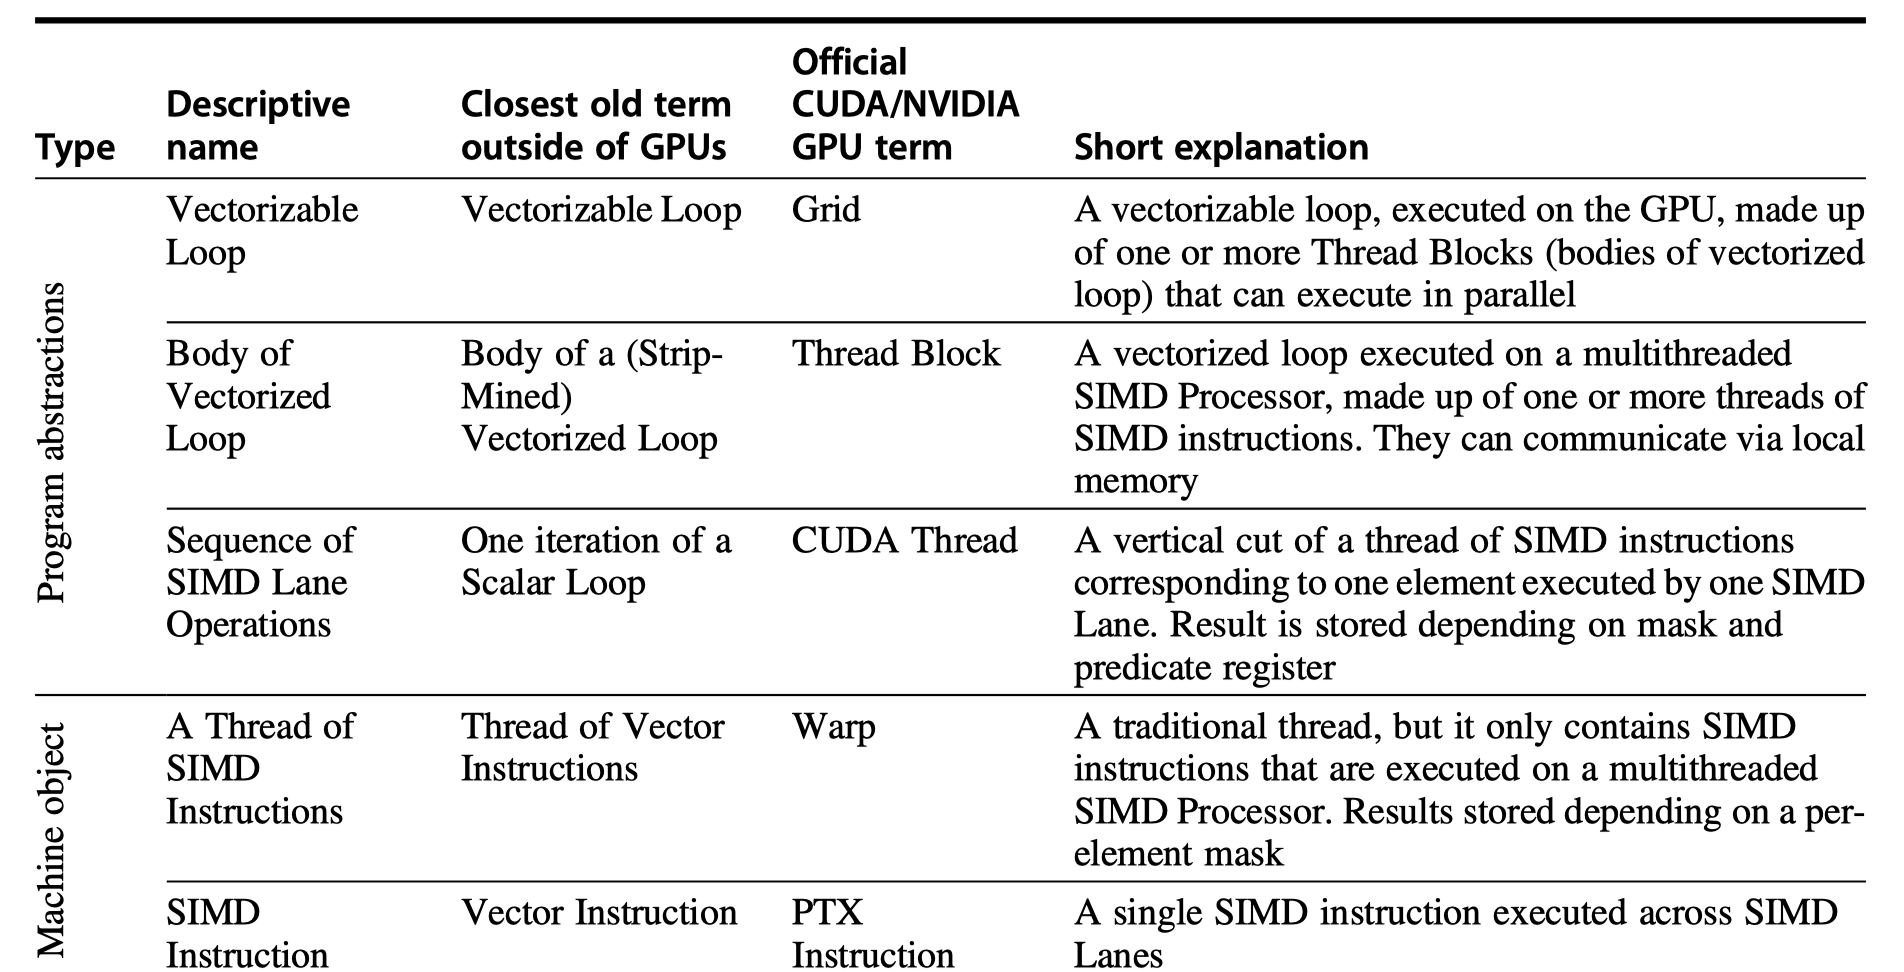 Type
Descriptive
name
Closest old term
outside of GPUs
Official
CUDA/NVIDIA
GPU term
Short explanation
Program abstractions
Vectorizable
Loop
Vectorizable Loop
Grid
A vectorizable loop, executed on the GPU, made up
of one or more Thread Blocks (bodies of vectorized
loop) that can execute in parallel
Body of
Vectorized
Loop
Body of a (Strip-
Mined)
Vectorized Loop
Thread Block
A vectorized loop executed on a multithreaded
SIMD Processor, made up of one or more threads of
SIMD instructions. They can communicate via local
memory
Sequence of
SIMD Lane
Operations
One iteration of a
Scalar Loop
CUDA Thread
A vertical cut of a thread of SIMD instructions
corresponding to one element executed by one SIMD
Lane. Result is stored depending on mask and
predicate register
Machine object
A Thread of
SIMD
Instructions
Thread of Vector
Instructions
Warp
A traditional thread, but it only contains SIMD
instructions that are executed on a multithreaded
SIMD Processor. Results stored depending on a per-
element mask
SIMD
Instruction
Vector Instruction
PTX
Instruction
A single SIMD instruction executed across SIMD
Lanes